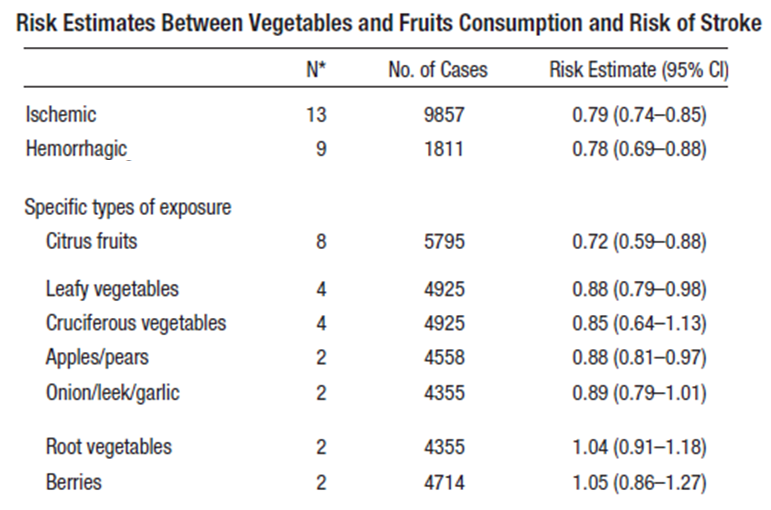 Risk Estimates Between Vegetables and Fruits Consumption and Risk of Stroke
N* No. of Cases Risk Estimate (95% CI)
Ischemic 13 9857 0.79 (0.74–0.85)
Hemorrhagic 9 1811 0.78 (0.69–0.88)
Specific types of exposure
Citrus fruits 8 5795 0.72 (0.59–0.88)
Leafy vegetables 4 4925 0.88 (0.79–0.98)
Cruciferous vegetables 4 4925 0.85 (0.64–1.13)
Apples/pears 2 4558 0.88 (0.81–0.97)
Onion/leek/garlic 2 4355 0.89 (0.79–1.01)
Root vegetables 2 4355 1.04 (0.91–1.18)
Berries 2 4714 1.05 (0.86–1.27)